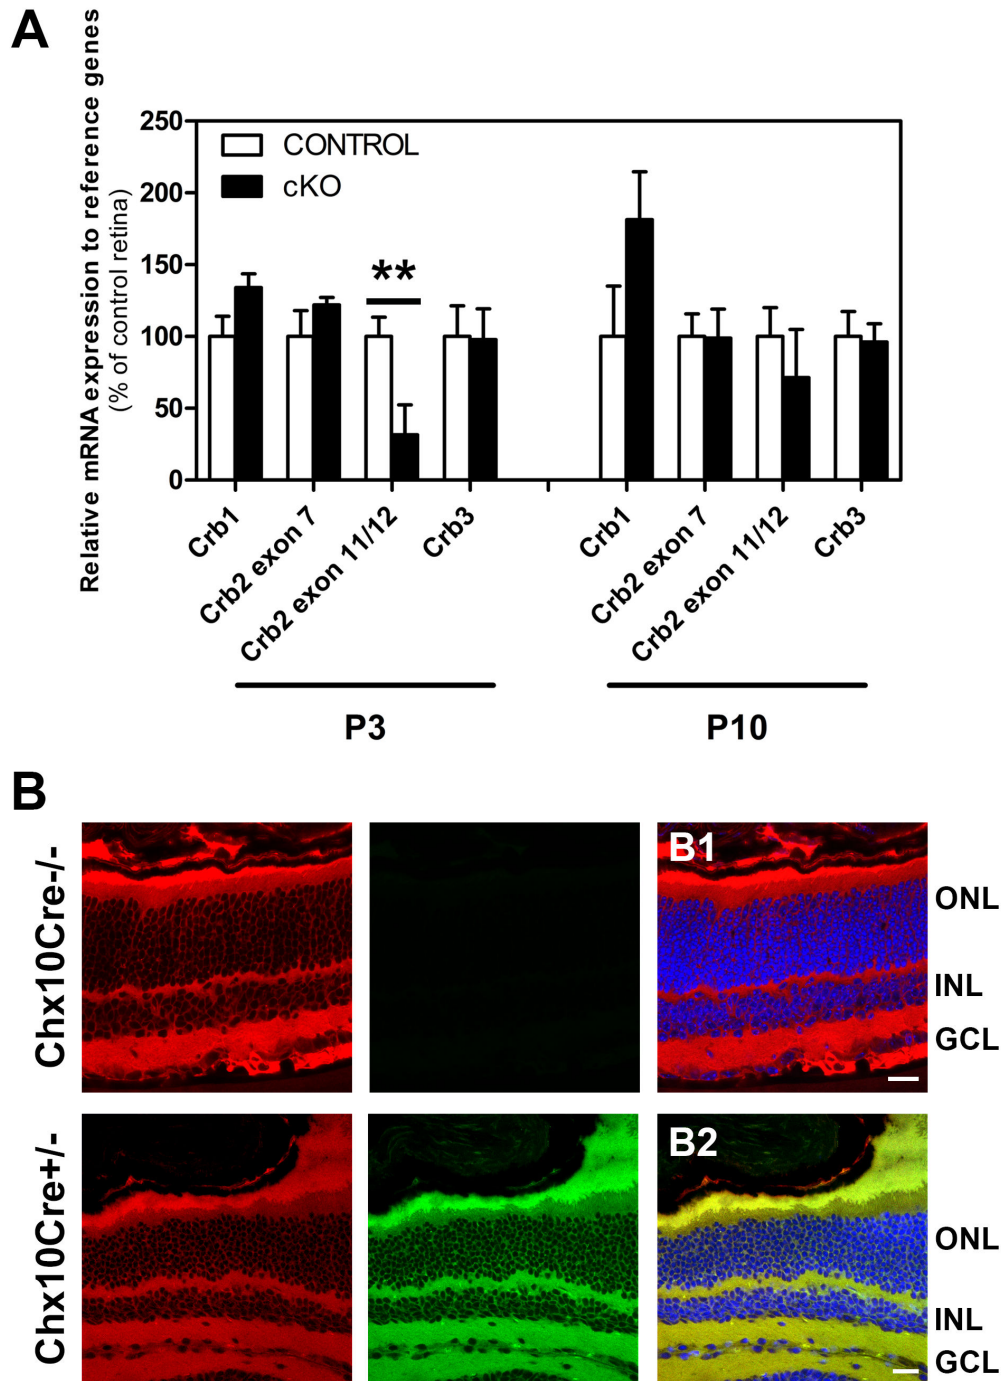 A
Relative mRNA expression to reference genes
(% of control retina)
250
200
150
100
50
0
CONTROL
cKO
**
Crb1
Crb2 exon 7
Crb2 exon 11/12
Crb3
Crb1
Crb2 exon 7
Crb2 exon 11/12
Crb3
P3
P10
B
Chx10Cre-/-
B1
ONL
INL
GCL
Chx10Cre+/-
B2
ONL
INL
GCL